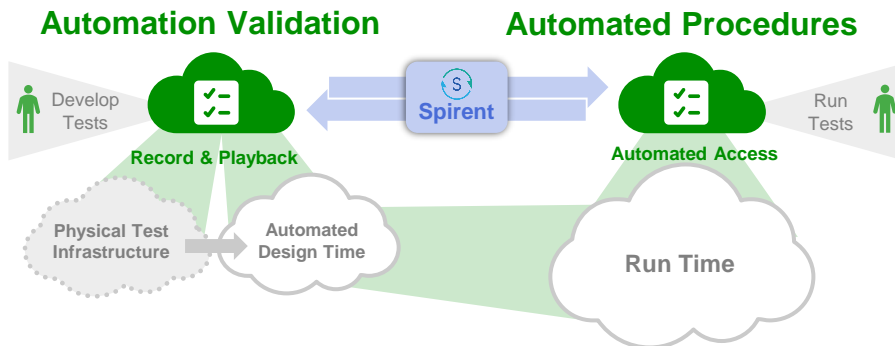 Automation Validation
Automated Procedures
Develop
Tests
S
Spirent
Run
Tests
Record & Playback
Automated Access
Physical Test
Infrastructure
Automated
Design Time
Run Time